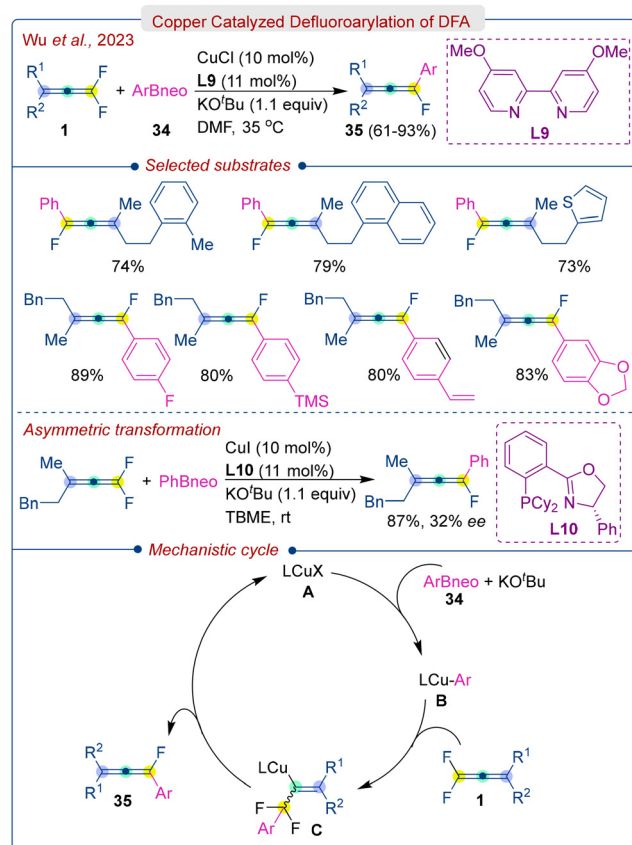 Copper Catalyzed Defluoroarylation of DFA
Wu et al., 2023
R¹
R²
F
F
1
+
ArBneo
34
CuCl (10 mol%)
L9 (11 mol%)
KOᵗBu (1.1 equiv)
DMF, 35 °C
R¹
R²
Ar
F
35 (61-93%)
MeO
OMe
N
N
L9
Selected substrates
Ph
F
Me
Me
74%
Ph
F
Me
79%
Ph
F
Me
S
73%
Bn
Me
F
F
89%
Bn
Me
F
TMS
80%
Bn
Me
F
80%
Bn
Me
F
O
O
83%
Asymmetric transformation
Me
Bn
F
F
+
PhBneo
CuI (10 mol%)
L10 (11 mol%)
KOᵗBu (1.1 equiv)
TBME, rt
Me
Bn
Ph
F
87%, 32% ee
O
N
PCy₂
Ph
L10
Mechanistic cycle
LCuX
A
ArBneo + KOᵗBu
34
LCu-Ar
B
F
F
R¹
R²
1
LCu
R¹
R²
F
F
Ar
C
R²
R¹
F
Ar
35